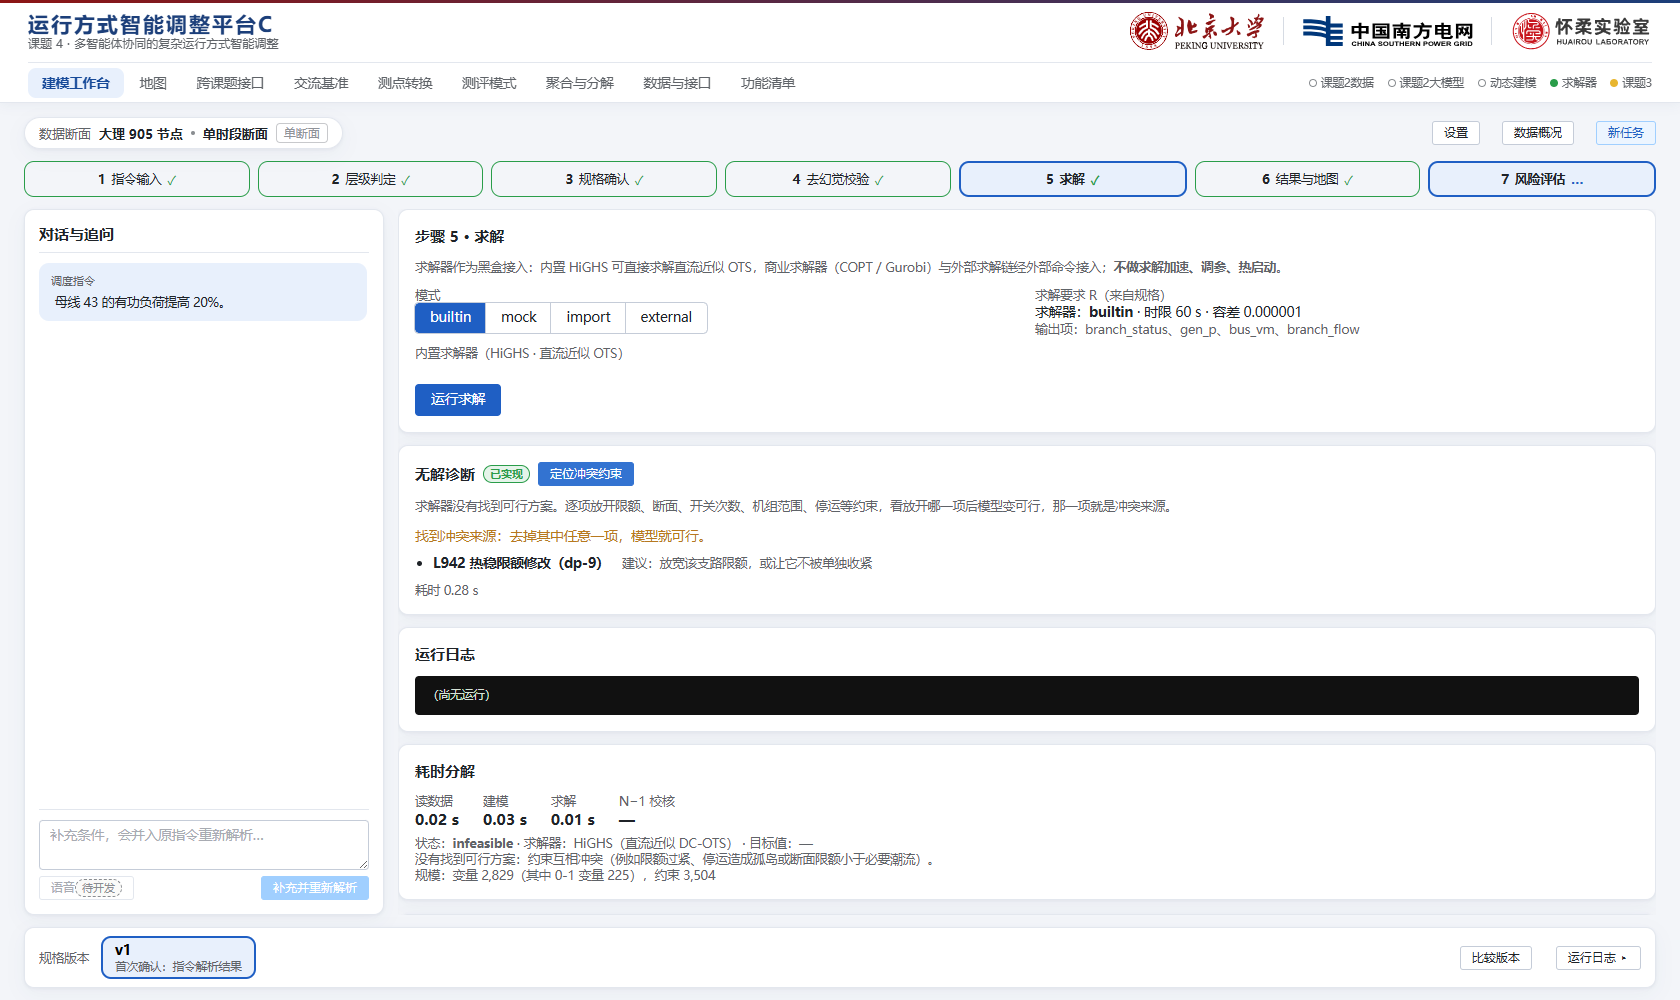 运行方式智能调整平台C
课题 4 · 多智能体协同的复杂运行方式智能调整
北京大学
PEKING UNIVERSITY
中国南方电网
CHINA SOUTHERN POWER GRID
怀柔实验室
HUAIROU LABORATORY
建模工作台 地图 跨课题接口 交流基准 测点转换 测评模式 聚合与分解 数据与接口 功能清单
课题2数据 课题2大模型 动态建模 求解器 课题3
数据断面 大理 905 节点 • 单时段断面 单断面
设置 数据概况 新任务
1 指令输入 ✓
2 层级判定 ✓
3 规格确认 ✓
4 去幻觉校验 ✓
5 求解 ✓
6 结果与地图 ✓
7 风险评估 …
对话与追问
调度指令
母线 43 的有功负荷提高 20%。
补充条件，会并入原指令重新解析...
语音 待开发
补充并重新解析
步骤 5 • 求解
求解器作为黑盒接入：内置 HiGHS 可直接求解直流近似 OTS，商业求解器（COPT / Gurobi）与外部求解链经外部命令接入；不做求解加速、调参、热启动。
模式
builtin mock import external
内置求解器（HiGHS · 直流近似 OTS）
运行求解
求解要求 R（来自规格）
求解器：builtin · 时限 60 s · 容差 0.000001
输出项：branch_status、gen_p、bus_vm、branch_flow
无解诊断 已实现 定位冲突约束
求解器没有找到可行方案。逐项放开限额、断面、开关次数、机组范围、停运等约束，看放开哪一项后模型变可行，那一项就是冲突来源。
找到冲突来源：去掉其中任意一项，模型就可行。
• L942 热稳限额修改（dp-9） 建议：放宽该支路限额，或让它不被单独收紧
耗时 0.28 s
运行日志
（尚无运行）
耗时分解
读数据 建模 求解 N−1 校核
0.02 s 0.03 s 0.01 s —
状态：infeasible · 求解器：HiGHS（直流近似 DC-OTS） · 目标值：—
没有找到可行方案：约束互相冲突（例如限额过紧、停运造成孤岛或断面限额小于必要潮流）。
规模：变量 2,829（其中 0-1 变量 225），约束 3,504
规格版本
v1
首次确认：指令解析结果
比较版本 运行日志 ▸